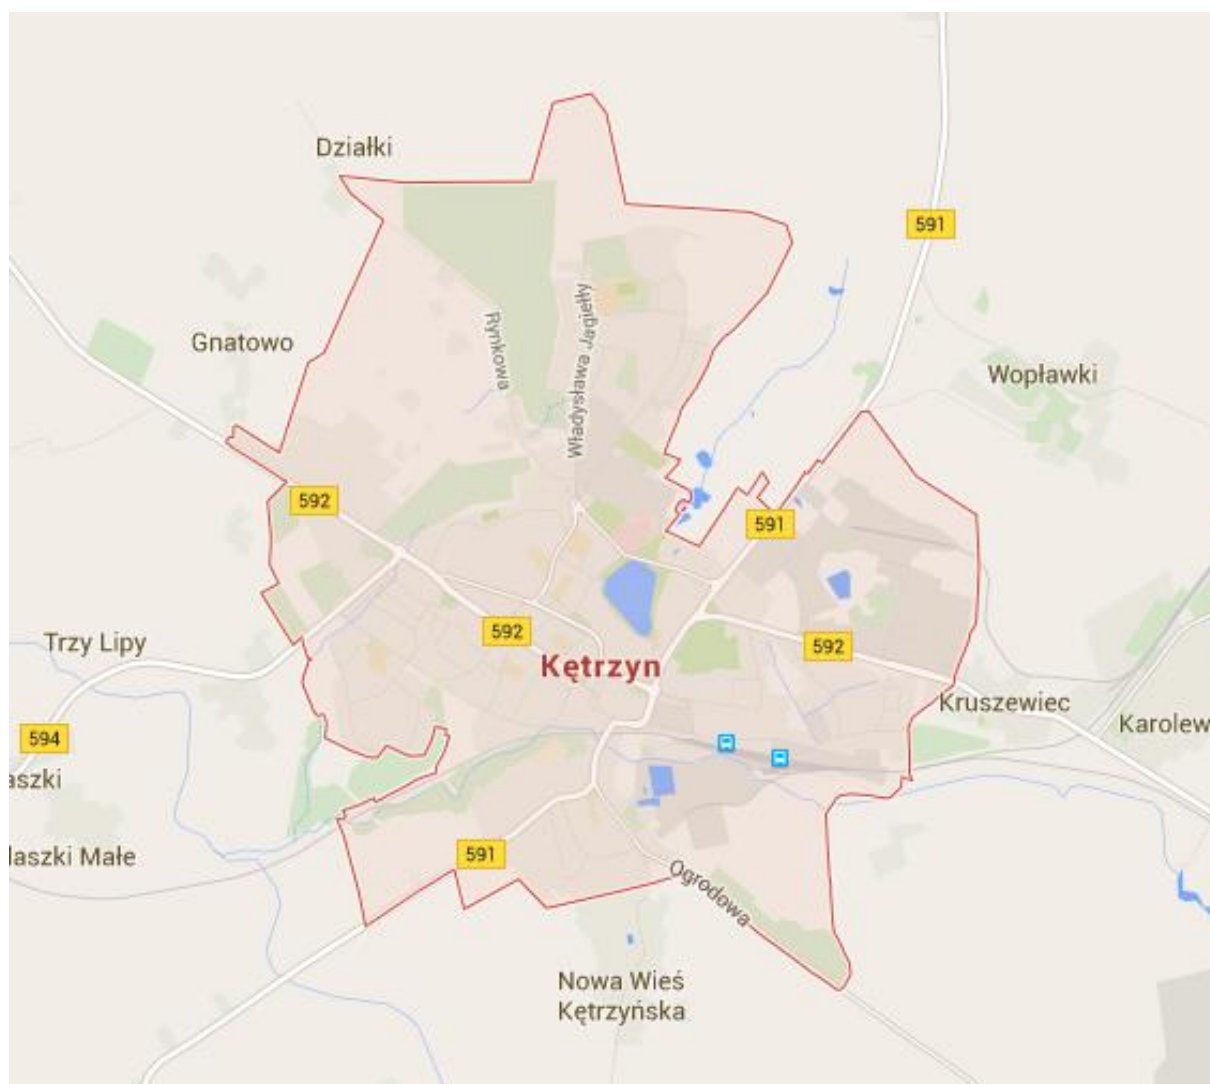 Działki
591
Gnatowo
Rynkowa
Władysława Jagiełły
Wopławki
592
591
592
592
Trzy Lipy
Kętrzyn
Kruszewiec
Karolew
594
aszki
laszki Małe
591
Ogrodowa
Nowa Wieś
Kętrzyńska